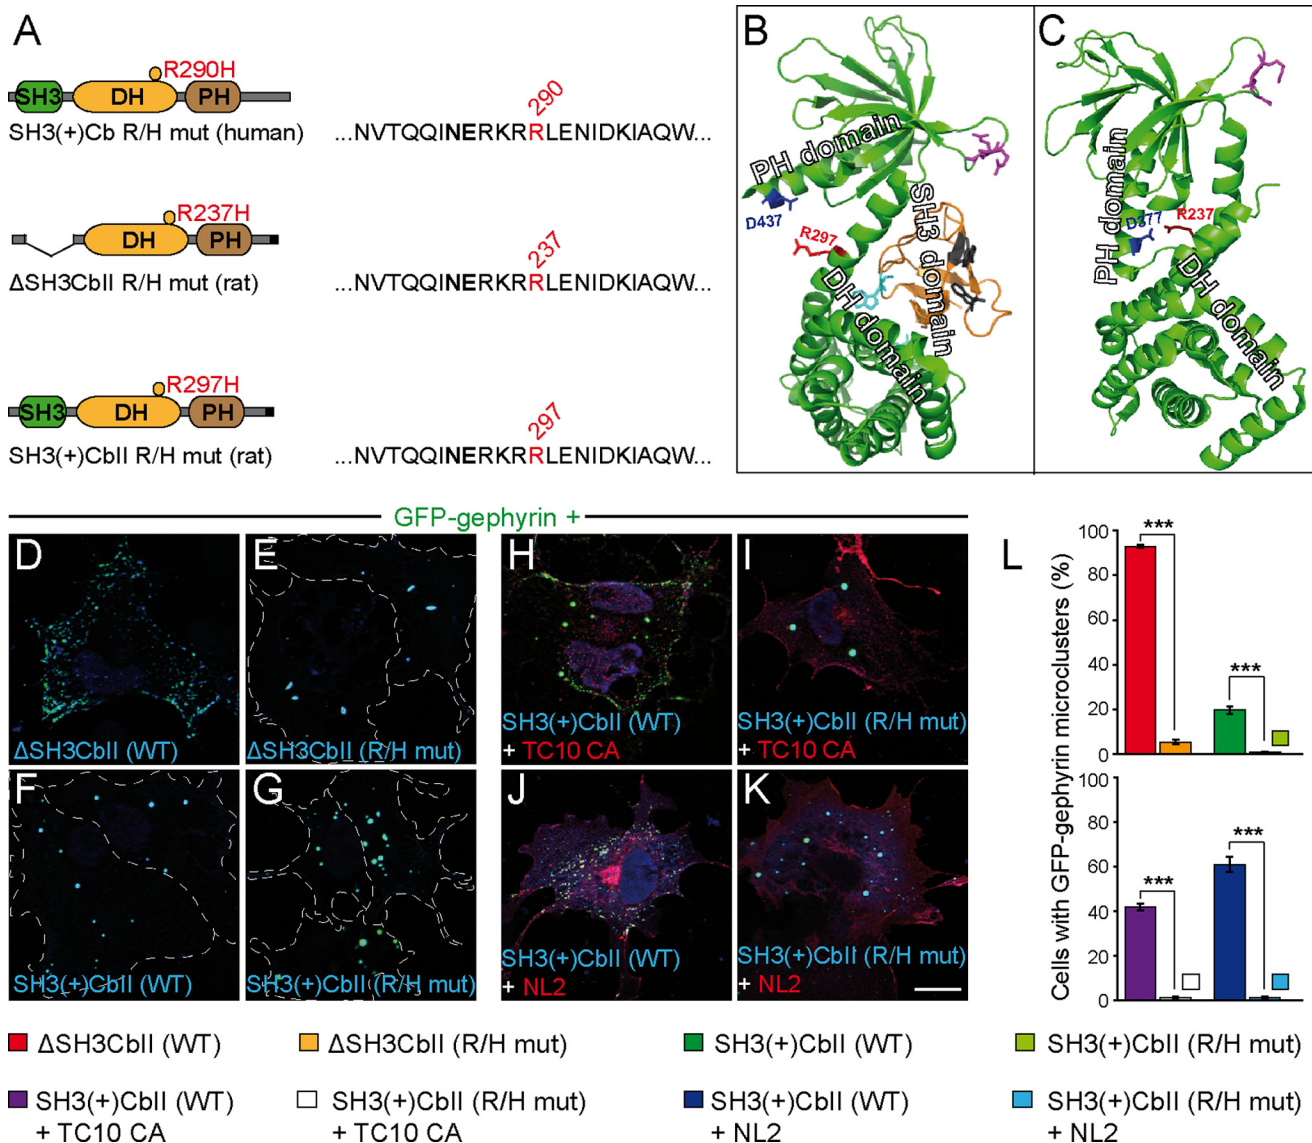 A
R290H
SH3 DH PH
SH3(+)Cb R/H mut (human)
290
...NVTQQINERKRRLENIDKIAQW...
R237H
DH PH
ΔSH3CbII R/H mut (rat)
237
...NVTQQINERKRRLENIDKIAQW...
R297H
SH3 DH PH
SH3(+)CbII R/H mut (rat)
297
...NVTQQINERKRRLENIDKIAQW...
B
PH domain
D437
R297
SH3 domain
DH domain
C
PH domain
D377
R237
DH domain
GFP-gephyrin +
D
ΔSH3CbII (WT)
E
ΔSH3CbII (R/H mut)
F
SH3(+)CbII (WT)
G
SH3(+)CbII (R/H mut)
H
SH3(+)CbII (WT)
+ TC10 CA
I
SH3(+)CbII (R/H mut)
+ TC10 CA
J
SH3(+)CbII (WT)
+ NL2
K
SH3(+)CbII (R/H mut)
+ NL2
L
Cells with GFP-gephyrin microclusters (%)
100
80
60
40
20
0
***
***
100
80
60
40
20
0
***
***
ΔSH3CbII (WT)
ΔSH3CbII (R/H mut)
SH3(+)CbII (WT)
SH3(+)CbII (R/H mut)
SH3(+)CbII (WT)
+ TC10 CA
SH3(+)CbII (R/H mut)
+ TC10 CA
SH3(+)CbII (WT)
+ NL2
SH3(+)CbII (R/H mut)
+ NL2